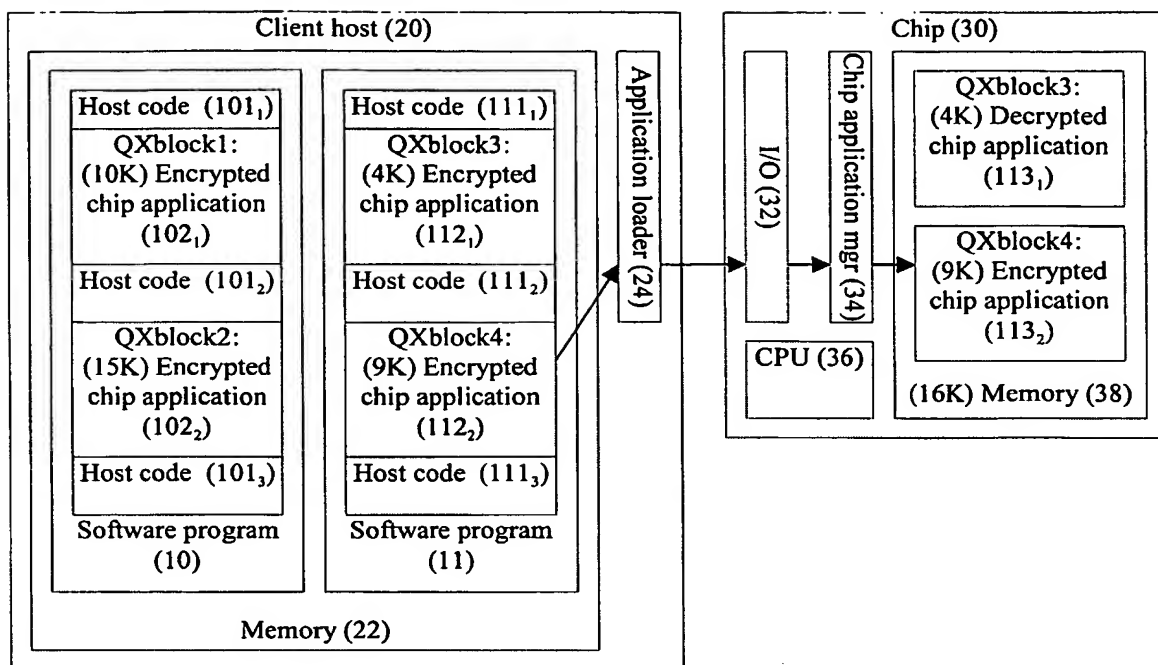 Client host (20)
Host code (101₁)
QXblock1:
(10K) Encrypted
chip application
(102₁)
Host code (101₂)
QXblock2:
(15K) Encrypted
chip application
(102₂)
Host code (101₃)
Software program
(10)
Host code (111₁)
QXblock3:
(4K) Encrypted
chip application
(112₁)
Host code (111₂)
QXblock4:
(9K) Encrypted
chip application
(112₂)
Host code (111₃)
Software program
(11)
Memory (22)
Application loader (24)
Chip (30)
I/O (32)
Chip application mgr (34)
CPU (36)
QXblock3:
(4K) Decrypted
chip application
(113₁)
QXblock4:
(9K) Encrypted
chip application
(113₂)
(16K) Memory (38)